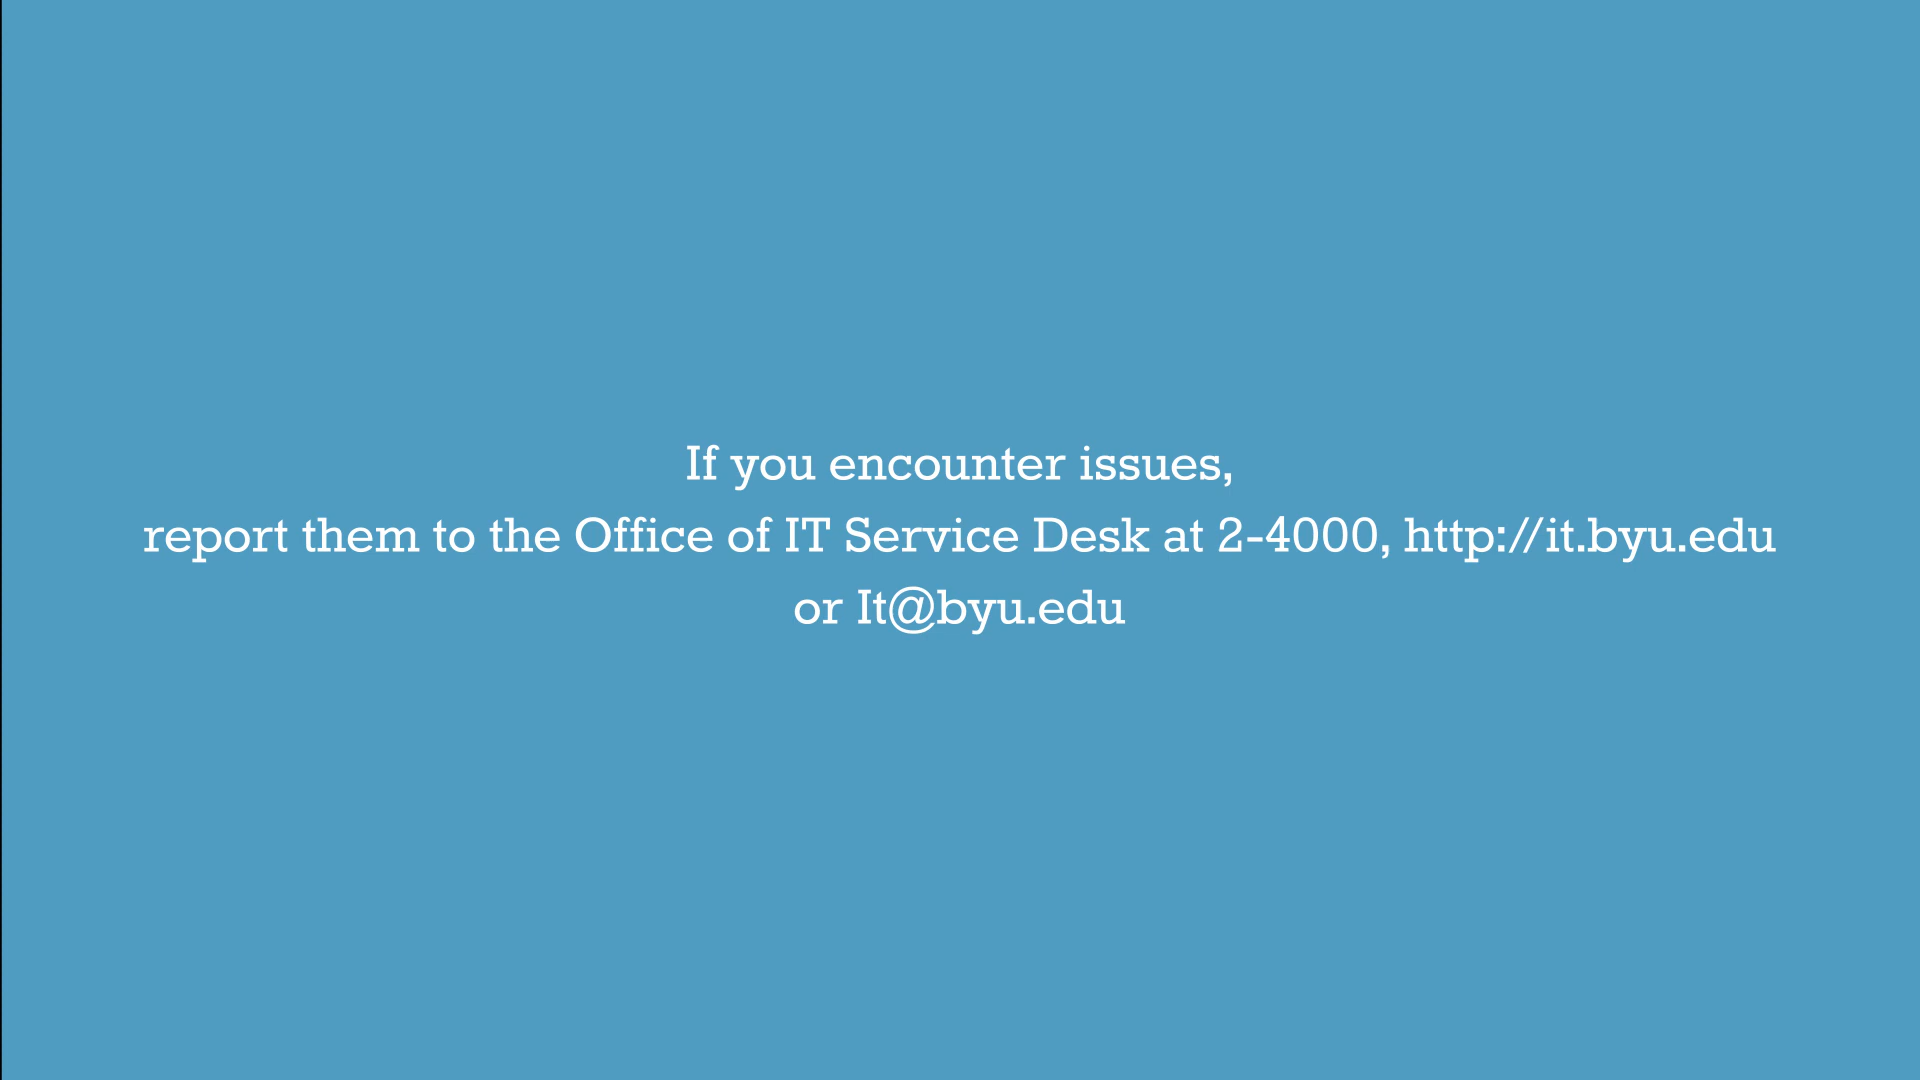 If you encounter issues,
report them to the Office of IT Service Desk at 2-4000, http://it.byu.edu
or It@byu.edu